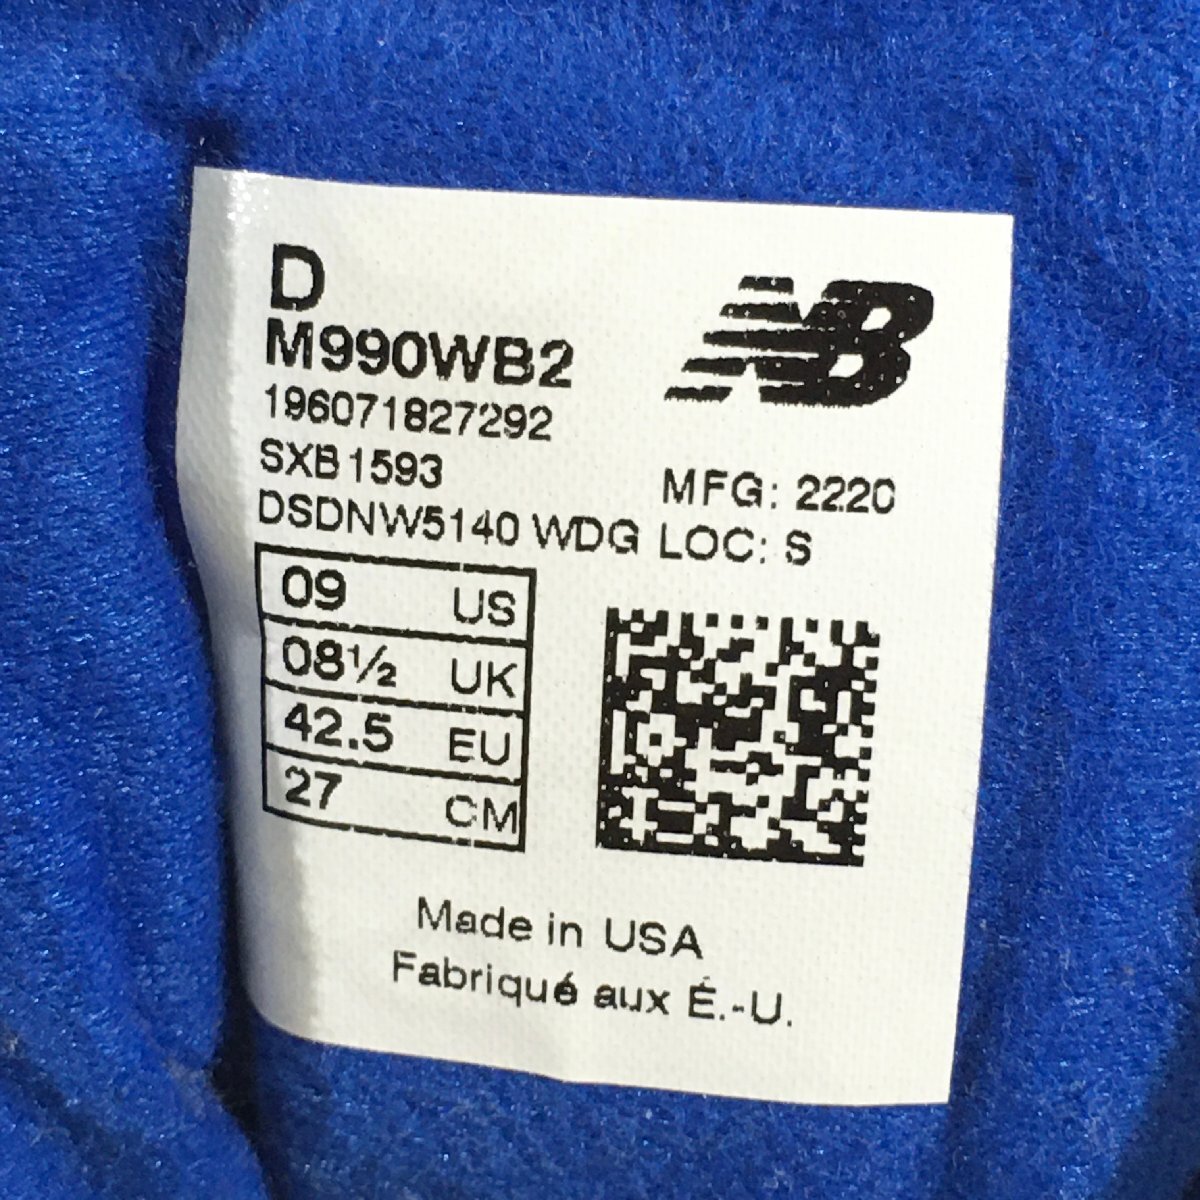 D
M990WB2
NB
196071827292
SXB1593
MFG: 2220
DSDNW5140 WDG LOC: S
09 US
08½ UK
42.5 EU
27 CM
Made in USA
Fabriqué aux É.-U.